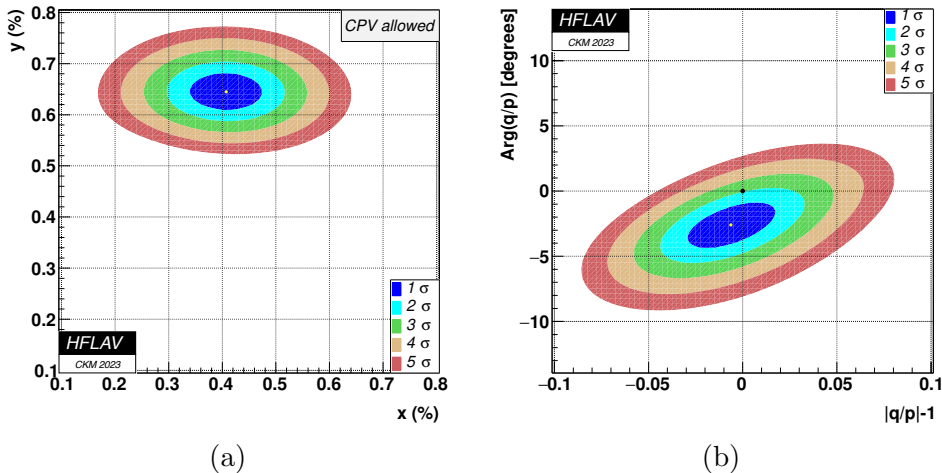 y (%)
0.8
0.7
0.6
0.5
0.4
0.3
0.2
0.1
CPV allowed
1 σ
2 σ
3 σ
4 σ
5 σ
HFLAV
CKM 2023
0.1
0.2
0.3
0.4
0.5
0.6
0.7
0.8
x (%)
(a)
Arg(q/p) [degrees]
10
5
0
−5
−10
HFLAV
CKM 2023
1 σ
2 σ
3 σ
4 σ
5 σ
−0.1
−0.05
0
0.05
0.1
|q/p|-1
(b)